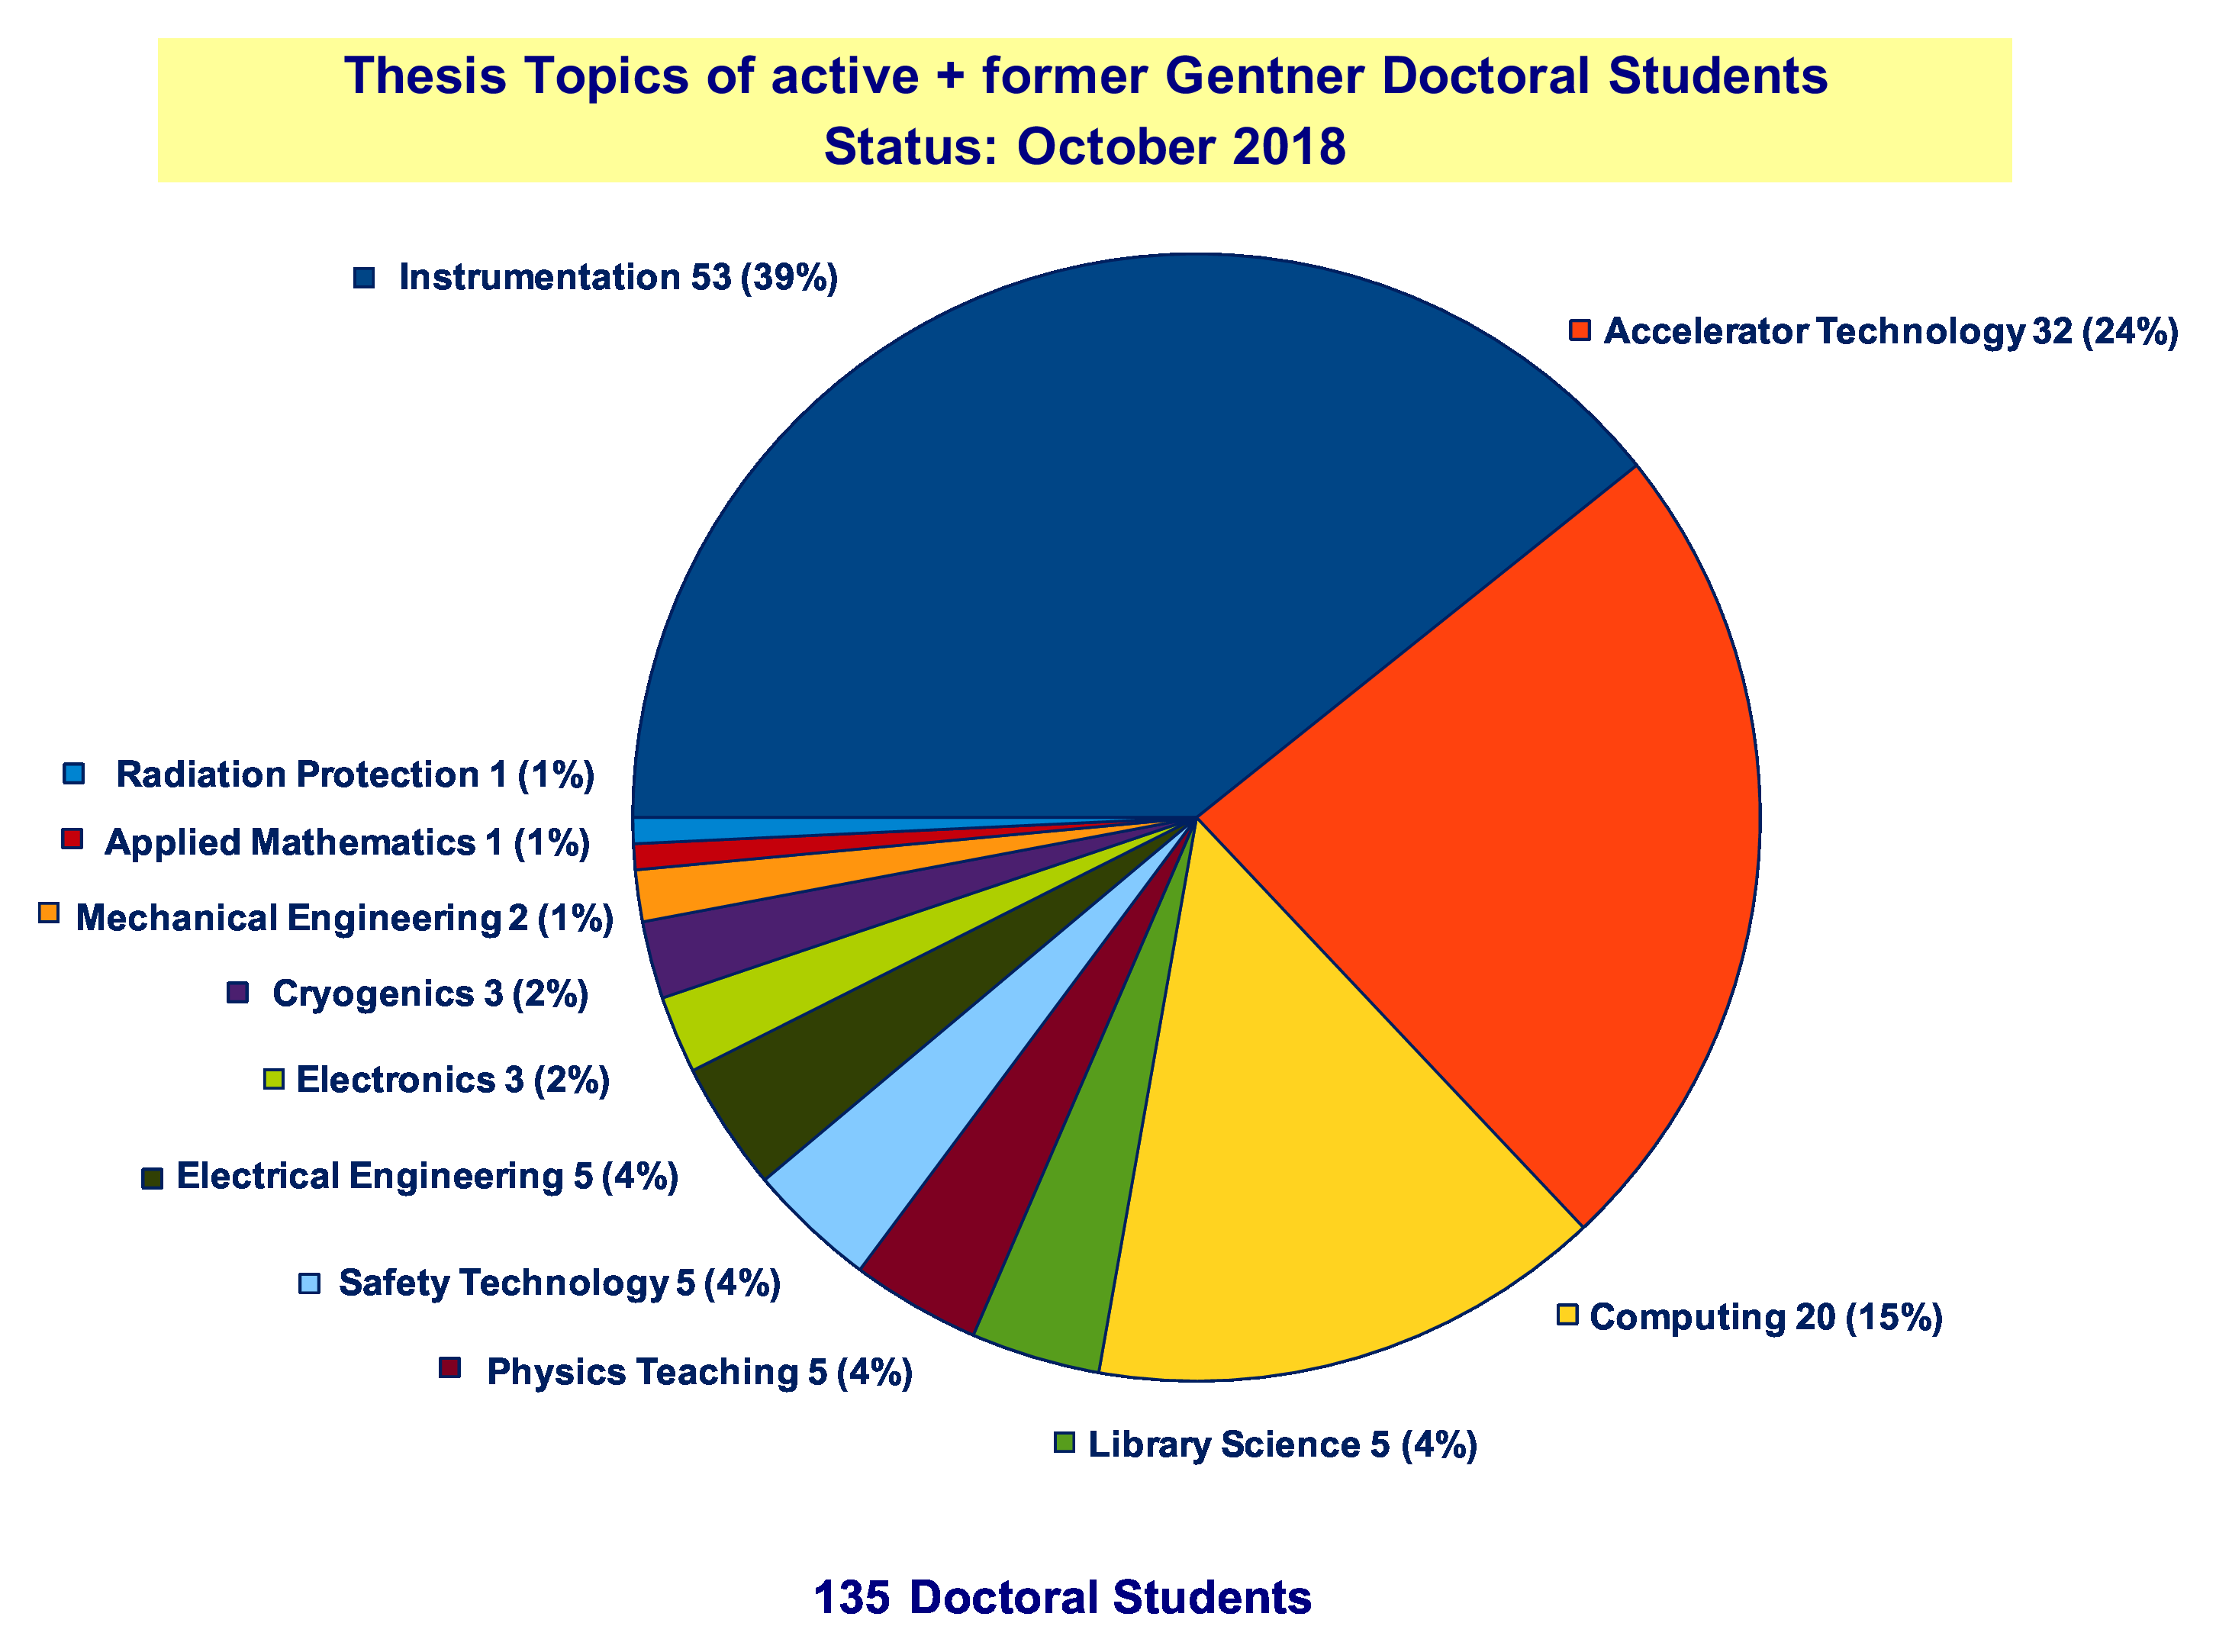 Thesis Topics of active + former Gentner Doctoral Students
Status: October 2018
Instrumentation 53 (39%)
Accelerator Technology 32 (24%)
Radiation Protection 1 (1%)
Applied Mathematics 1 (1%)
Mechanical Engineering 2 (1%)
Cryogenics 3 (2%)
Electronics 3 (2%)
Electrical Engineering 5 (4%)
Safety Technology 5 (4%)
Computing 20 (15%)
Physics Teaching 5 (4%)
Library Science 5 (4%)
135 Doctoral Students